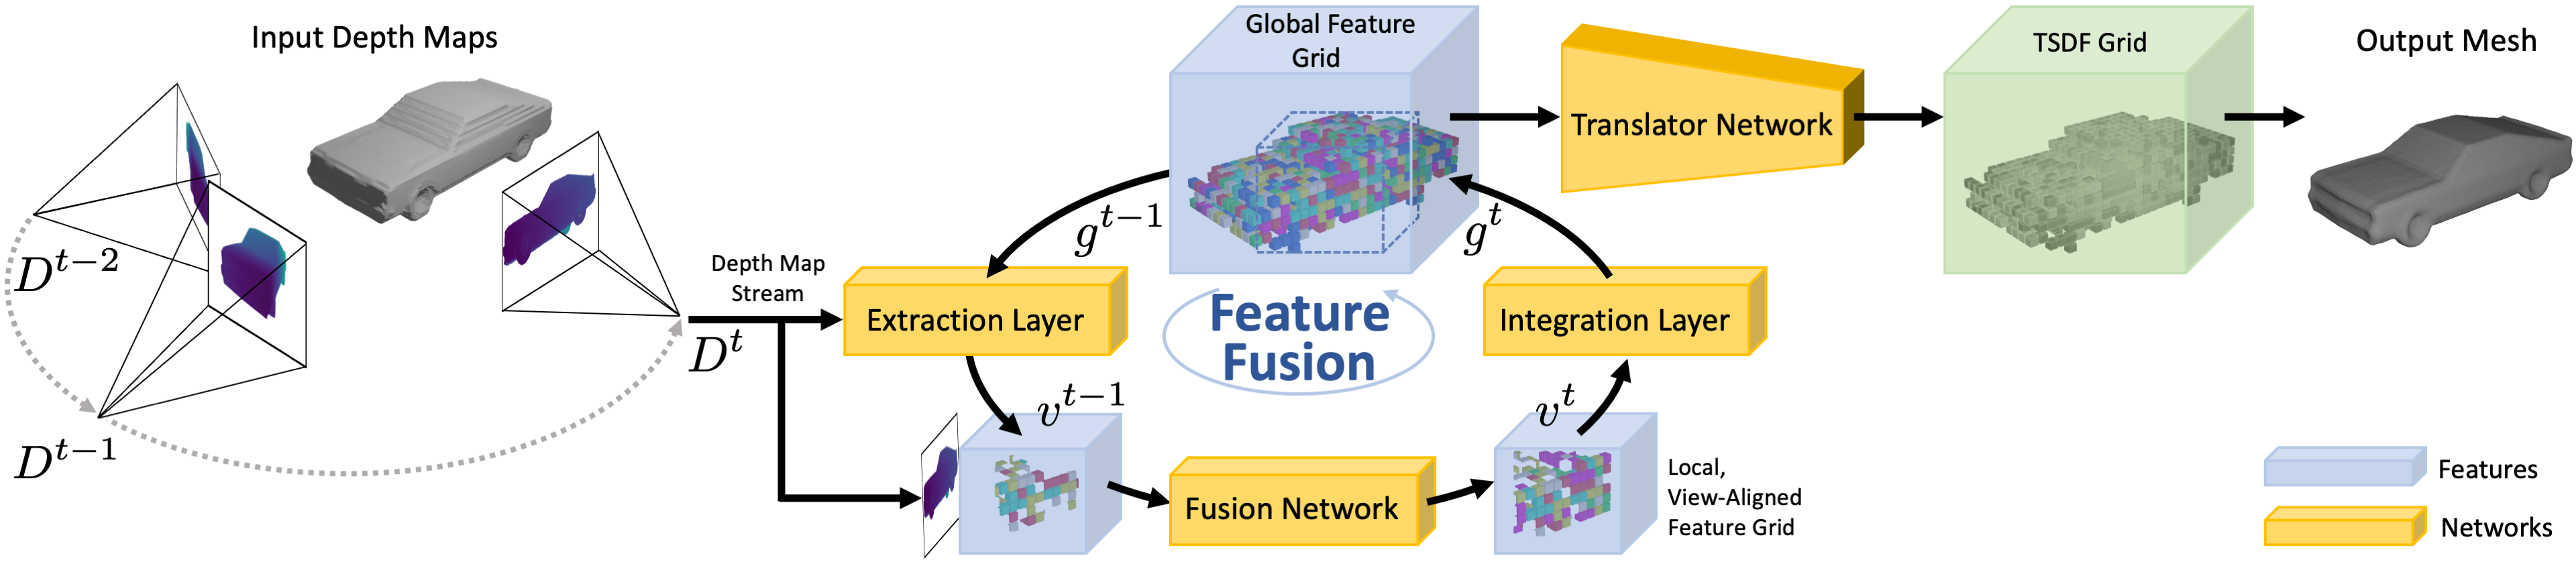 Input Depth Maps
D^{t-2}
D^{t-1}
Depth Map
Stream
D^t
Extraction Layer
g^{t-1}
v^{t-1}
Global Feature
Grid
Feature
Fusion
Fusion Network
g^t
Integration Layer
v^t
Local,
View-Aligned
Feature Grid
Translator Network
TSDF Grid
Output Mesh
Features
Networks